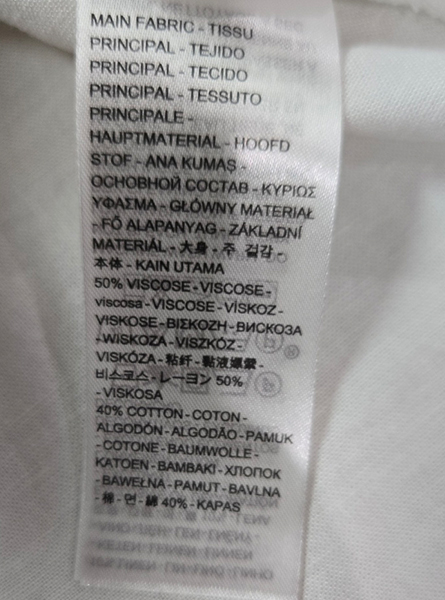 MAIN FABRIC - TISSU
PRINCIPAL - TEJIDO
PRINCIPAL - TECIDO
PRINCIPAL - TESSUTO
PRINCIPALE -
HAUPTMATERIAL - HOOFD
STOF - ANA KUMAŞ -
ОСНОВНОЙ СОСТАВ - ΚΥΡΙΩΣ
ΥΦΑΣΜΑ - GŁÓWNY MATERIAŁ
- FŐ ALAPANYAG - ZÁKLADNÍ
MATERIÁL - 大身 - 주 겉감 -
本体 - KAIN UTAMA
50% VISCOSE - VISCOSE -
viscosa - VISCOSE - VİSKOZ -
VISKOSE - ΒΙΣΚΟΖΗ - ВИСКОЗА
- WISKOZA - VISZKÓZ -
VISKÓZA - 粘纤 - 黏液嫘縈 -
비스코스 - レーヨン 50%
- VISKOSA
40% COTTON - COTON -
ALGODÓN - ALGODÃO - PAMUK
- COTONE - BAUMWOLLE -
KATOEN - ΒΑΜΒΑΚΙ - ХЛОПОК
- BAWEŁNA - PAMUT - BAVLNA
- 棉 - 면 - 綿 40% - KAPAS